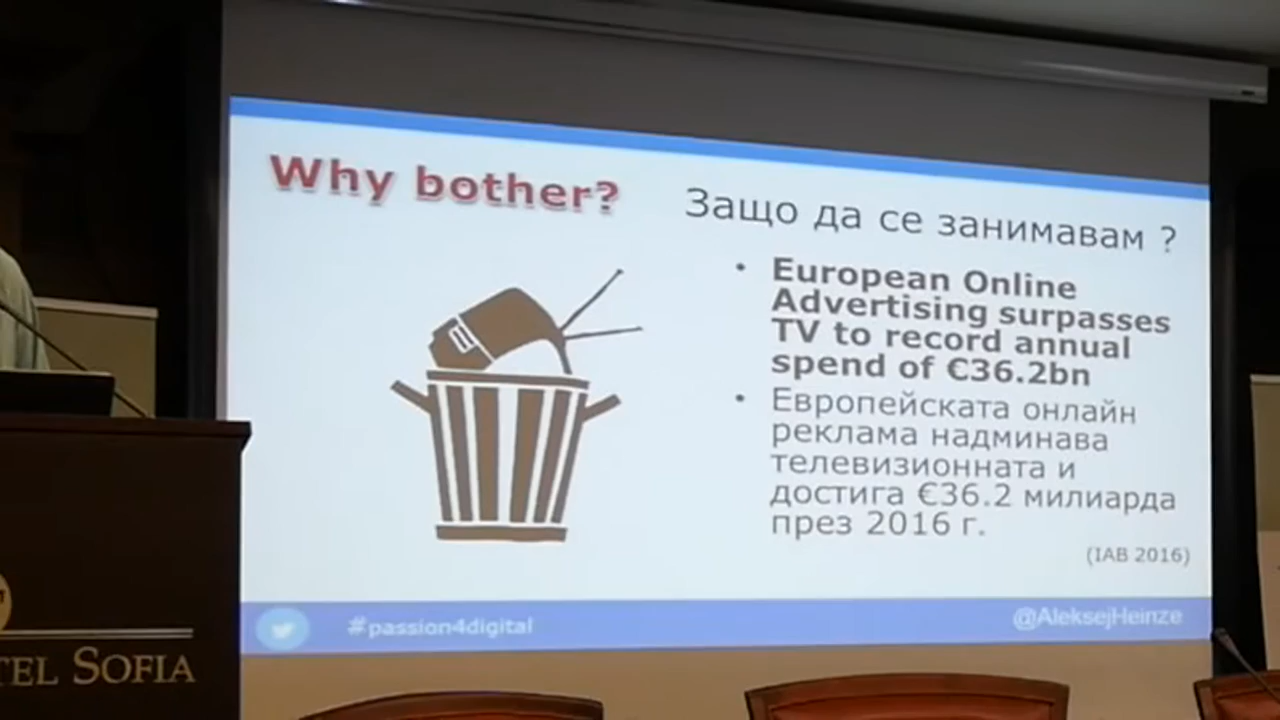 Why bother?
Защо да се занимавам ?
• European Online
Advertising surpasses
TV to record annual
spend of €36.2bn
• Европейската онлайн
реклама надминава
телевизионната и
достига €36.2 милиарда
през 2016 г.
(IAB 2016)
#passion4digital
@AleksejHeinze
SOFIA